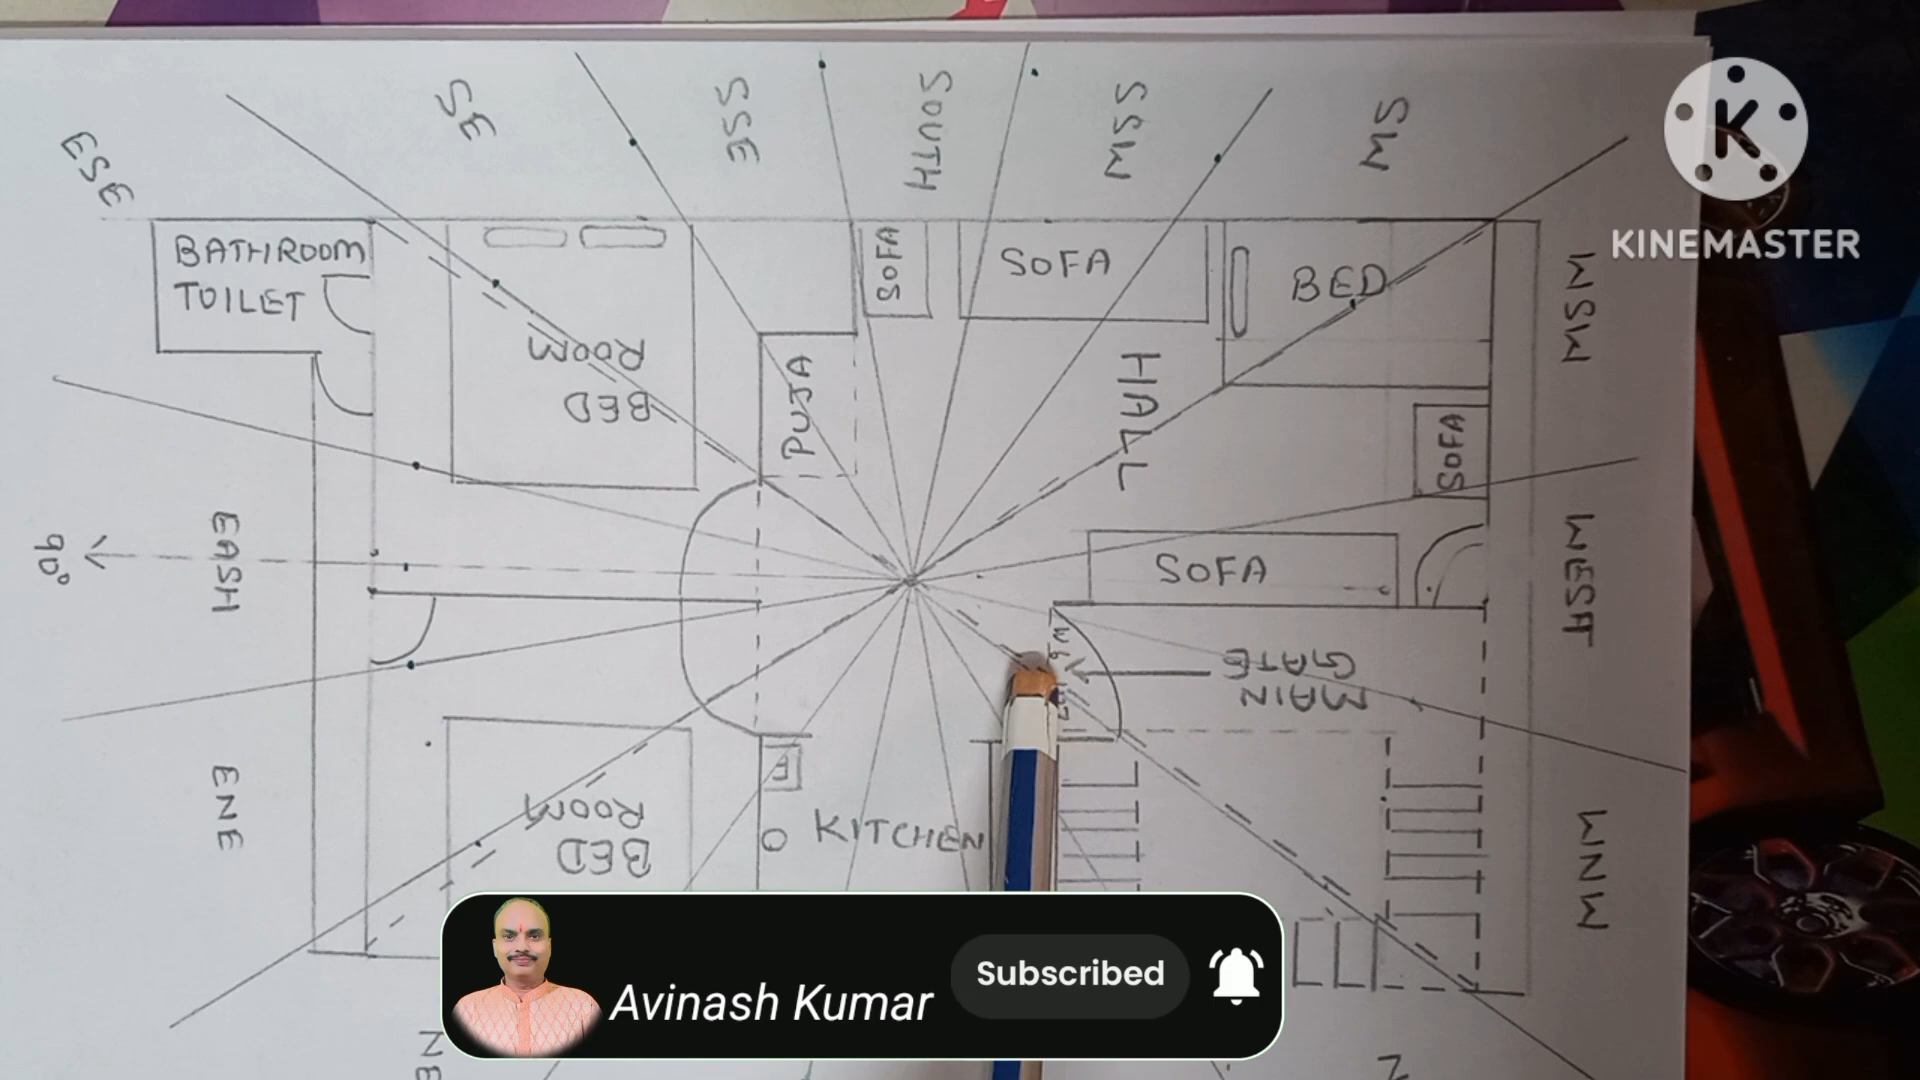 ESE
SE
SSE
SOUTH
SSW
SW
K
KINEMASTER
BATHROOM
TOILET
SOFA
SOFA
BED
WSW
BED
ROOM
PUJA
HALL
SOFA
90°
EAST
SOFA
WEST
MAIN
GATE
ENE
BED
ROOM
KITCHEN
WNW
Avinash Kumar
Subscribed